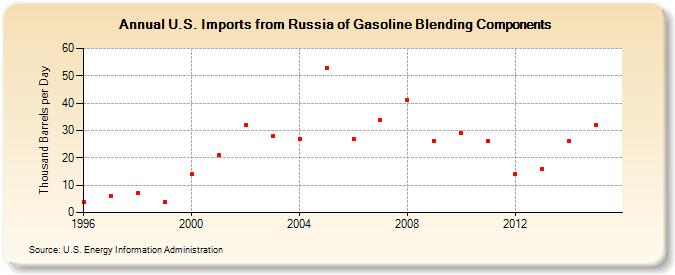 Annual U.S. Imports from Russia of Gasoline Blending Components
Thousand Barrels per Day
60
50
40
30
20
10
0
1996 2000 2004 2008 2012
Source: U.S. Energy Information Administration